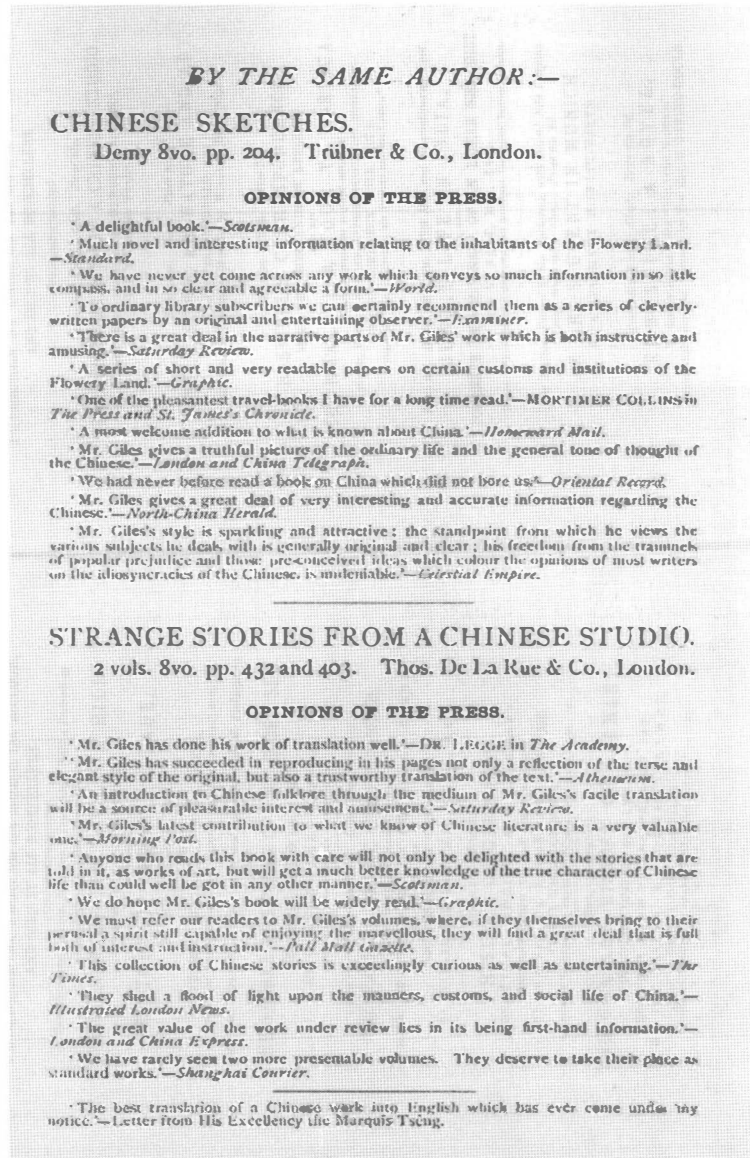 BY THE SAME AUTHOR:—
CHINESE SKETCHES.
Demy 8vo. pp. 204. Trübner & Co., London.
OPINIONS OF THE PRESS.
'A delightful book.'—Scotsman.
'Much novel and interesting information relating to the inhabitants of the Flowery Land.
—Standard.
'We have never yet come across any work which conveys so much information in so little
compass, and in so clear and agreeable a form.'—World.
'To ordinary library subscribers we can certainly recommend them as a series of cleverly-
written papers by an original and entertaining observer.'—Examiner.
'There is a great deal in the narrative parts of Mr. Giles' work which is both instructive and
amusing.'—Saturday Review.
'A series of short and very readable papers on certain customs and institutions of the
Flowery Land.'—Graphic.
'One of the pleasantest travel-books I have for a long time read.'—MORTIMER COLLINS in
The Press and St. James's Chronicle.
'A most welcome addition to what is known about China.'—Homeward Mail.
'Mr. Giles gives a truthful picture of the ordinary life and the general tone of thought of
the Chinese.'—London and China Telegraph.
'We had never before read a book on China which did not bore us.'—Oriental Record.
'Mr. Giles gives a great deal of very interesting and accurate information regarding the
Chinese.'—North-China Herald.
'Mr. Giles's style is sparkling and attractive; the standpoint from which he views the
various subjects he deals with is generally original and clear; his freedom from the trammels
of popular prejudice and those pre-conceived ideas which colour the opinions of most writers
on the idiosyncracies of the Chinese, is undeniable.'—Celestial Empire.
STRANGE STORIES FROM A CHINESE STUDIO.
2 vols. 8vo. pp. 432 and 403. Thos. De La Rue & Co., London.
OPINIONS OF THE PRESS.
'Mr. Giles has done his work of translation well.'—DR. LEGGE in The Academy.
''Mr. Giles has succeeded in reproducing in his pages not only a reflection of the terse and
elegant style of the original, but also a trustworthy translation of the text.'—Athenæum.
'An introduction to Chinese folklore through the medium of Mr. Giles's facile translation
will be a source of pleasurable interest and amusement.'—Saturday Review.
'Mr. Giles's latest contribution to what we know of Chinese literature is a very valuable
one.'—Morning Post.
'Anyone who reads this book with care will not only be delighted with the stories that are
told in it, as works of art, but will get a much better knowledge of the true character of Chinese
life than could well be got in any other manner.'—Scotsman.
'We do hope Mr. Giles's book will be widely read.'—Graphic.
'We must refer our readers to Mr. Giles's volumes, where, if they themselves bring to their
perusal a spirit still capable of enjoying the marvellous, they will find a great deal that is full
both of interest and instruction.'—Pall Mall Gazette.
'This collection of Chinese stories is exceedingly curious as well as entertaining.'—The
Times.
'They shed a flood of light upon the manners, customs, and social life of China.'—
Illustrated London News.
'The great value of the work under review lies in its being first-hand information.'—
London and China Express.
'We have rarely seen two more presentable volumes. They deserve to take their place as
standard works.'—Shanghai Courier.
'The best translation of a Chinese work into English which has ever come under my
notice.'—Letter from His Excellency the Marquis Tsêng.